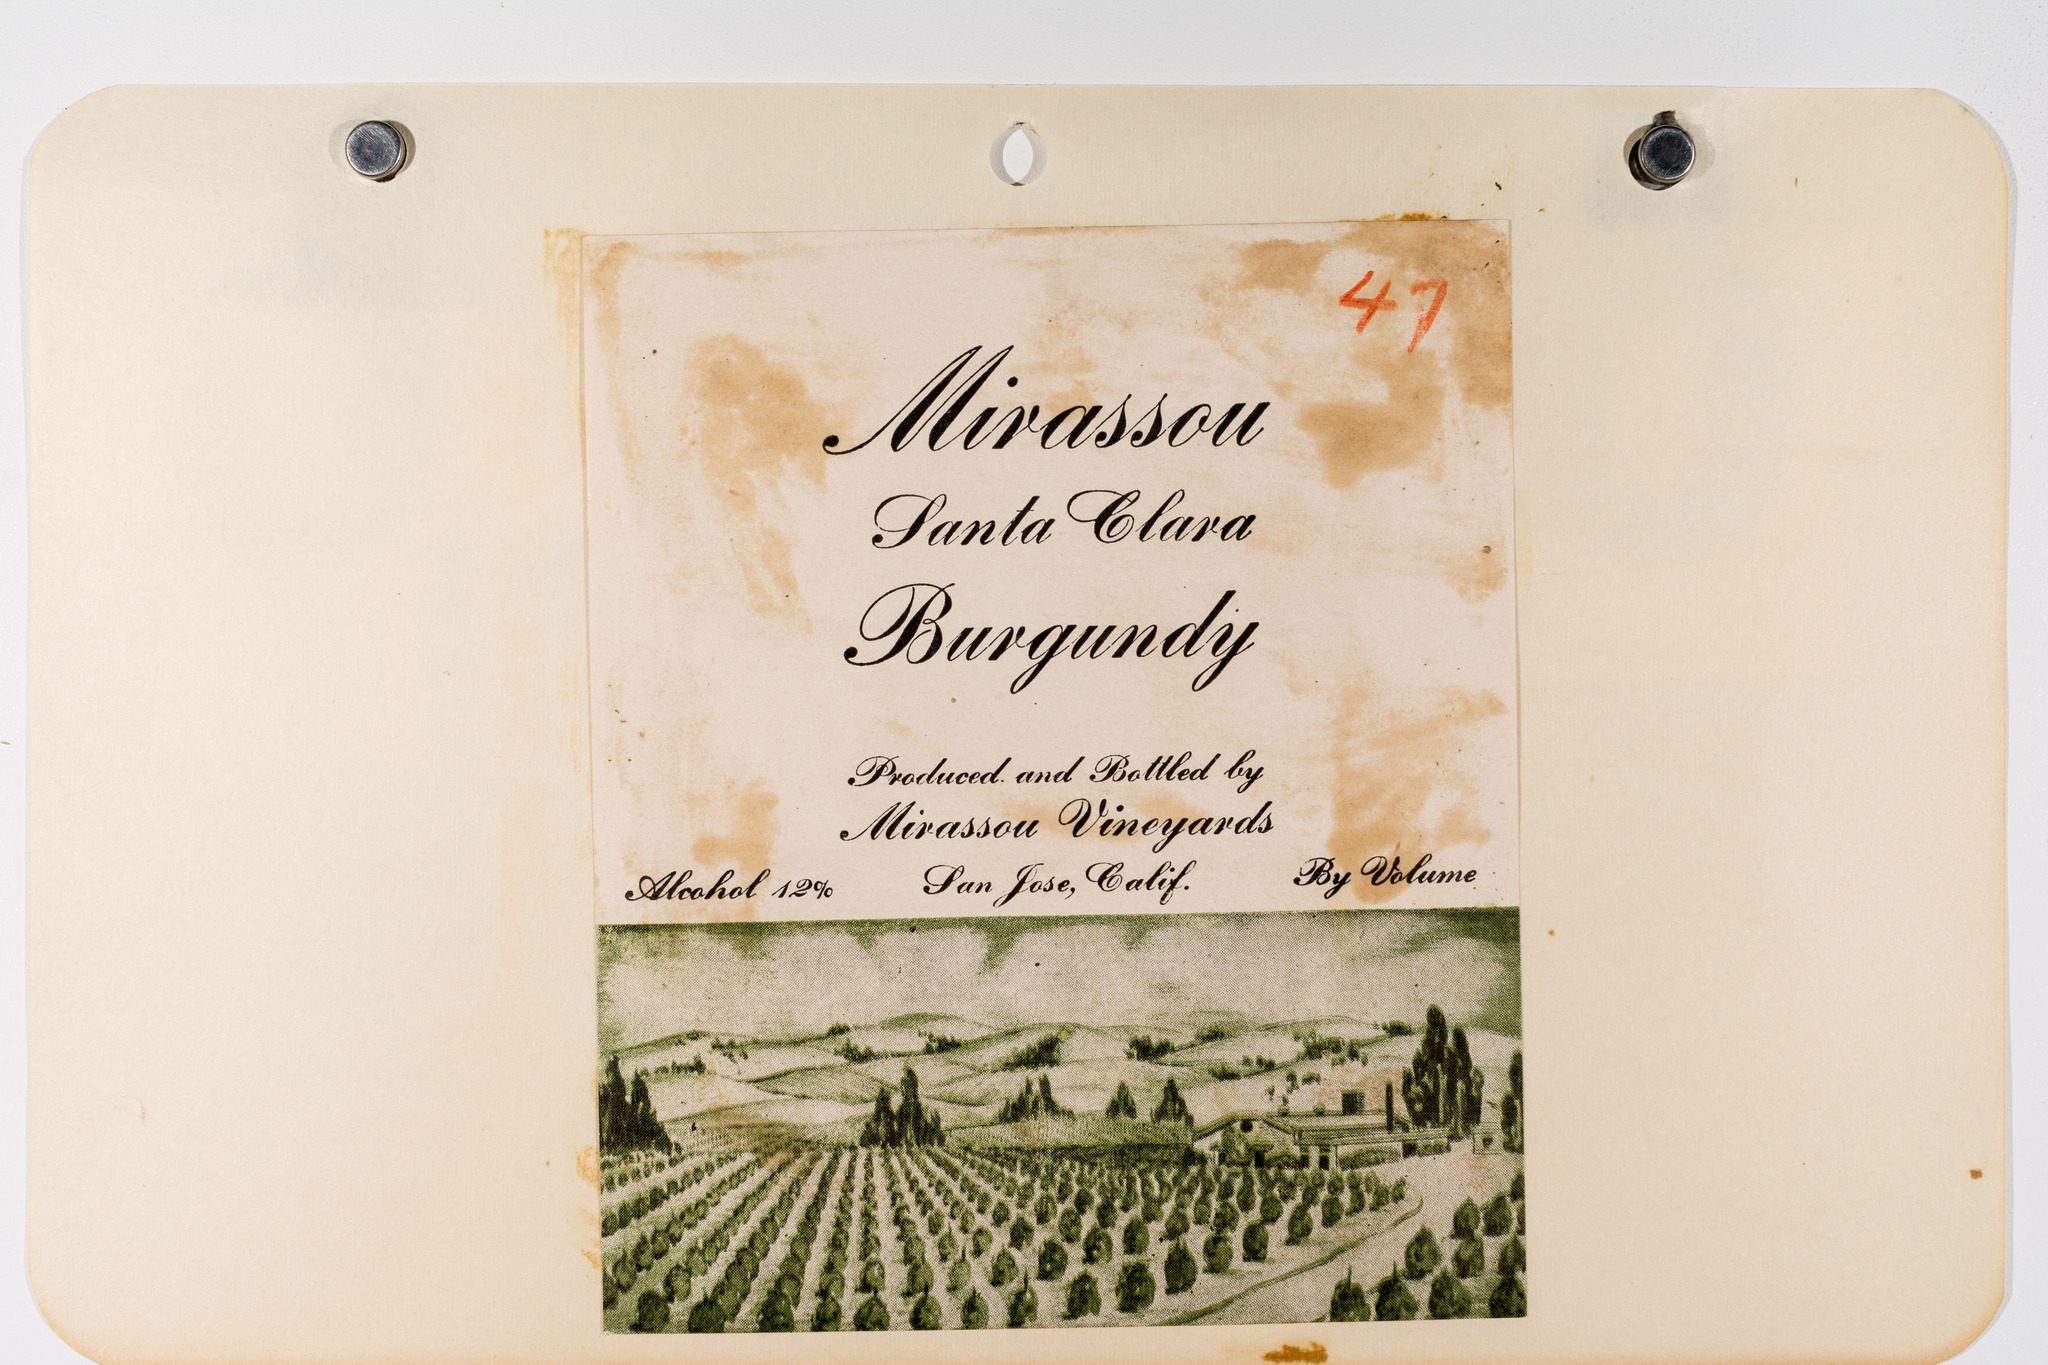 47
Mirassou
Santa Clara
Burgundy
Produced and Bottled by
Mirassou Vineyards
Alcohol 12% San Jose, Calif. By Volume